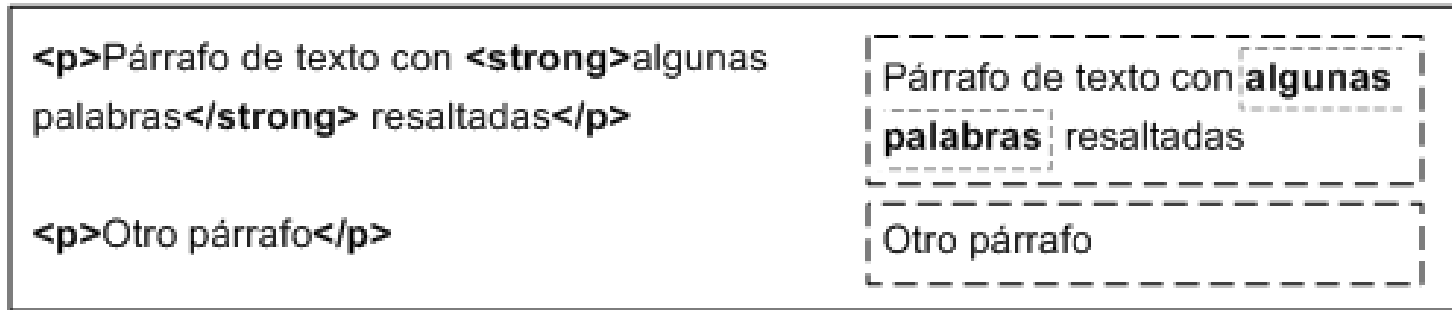 <p>Párrafo de texto con <strong>algunas
palabras</strong> resaltadas</p>
<p>Otro párrafo</p>
Párrafo de texto con algunas
palabras resaltadas
Otro párrafo